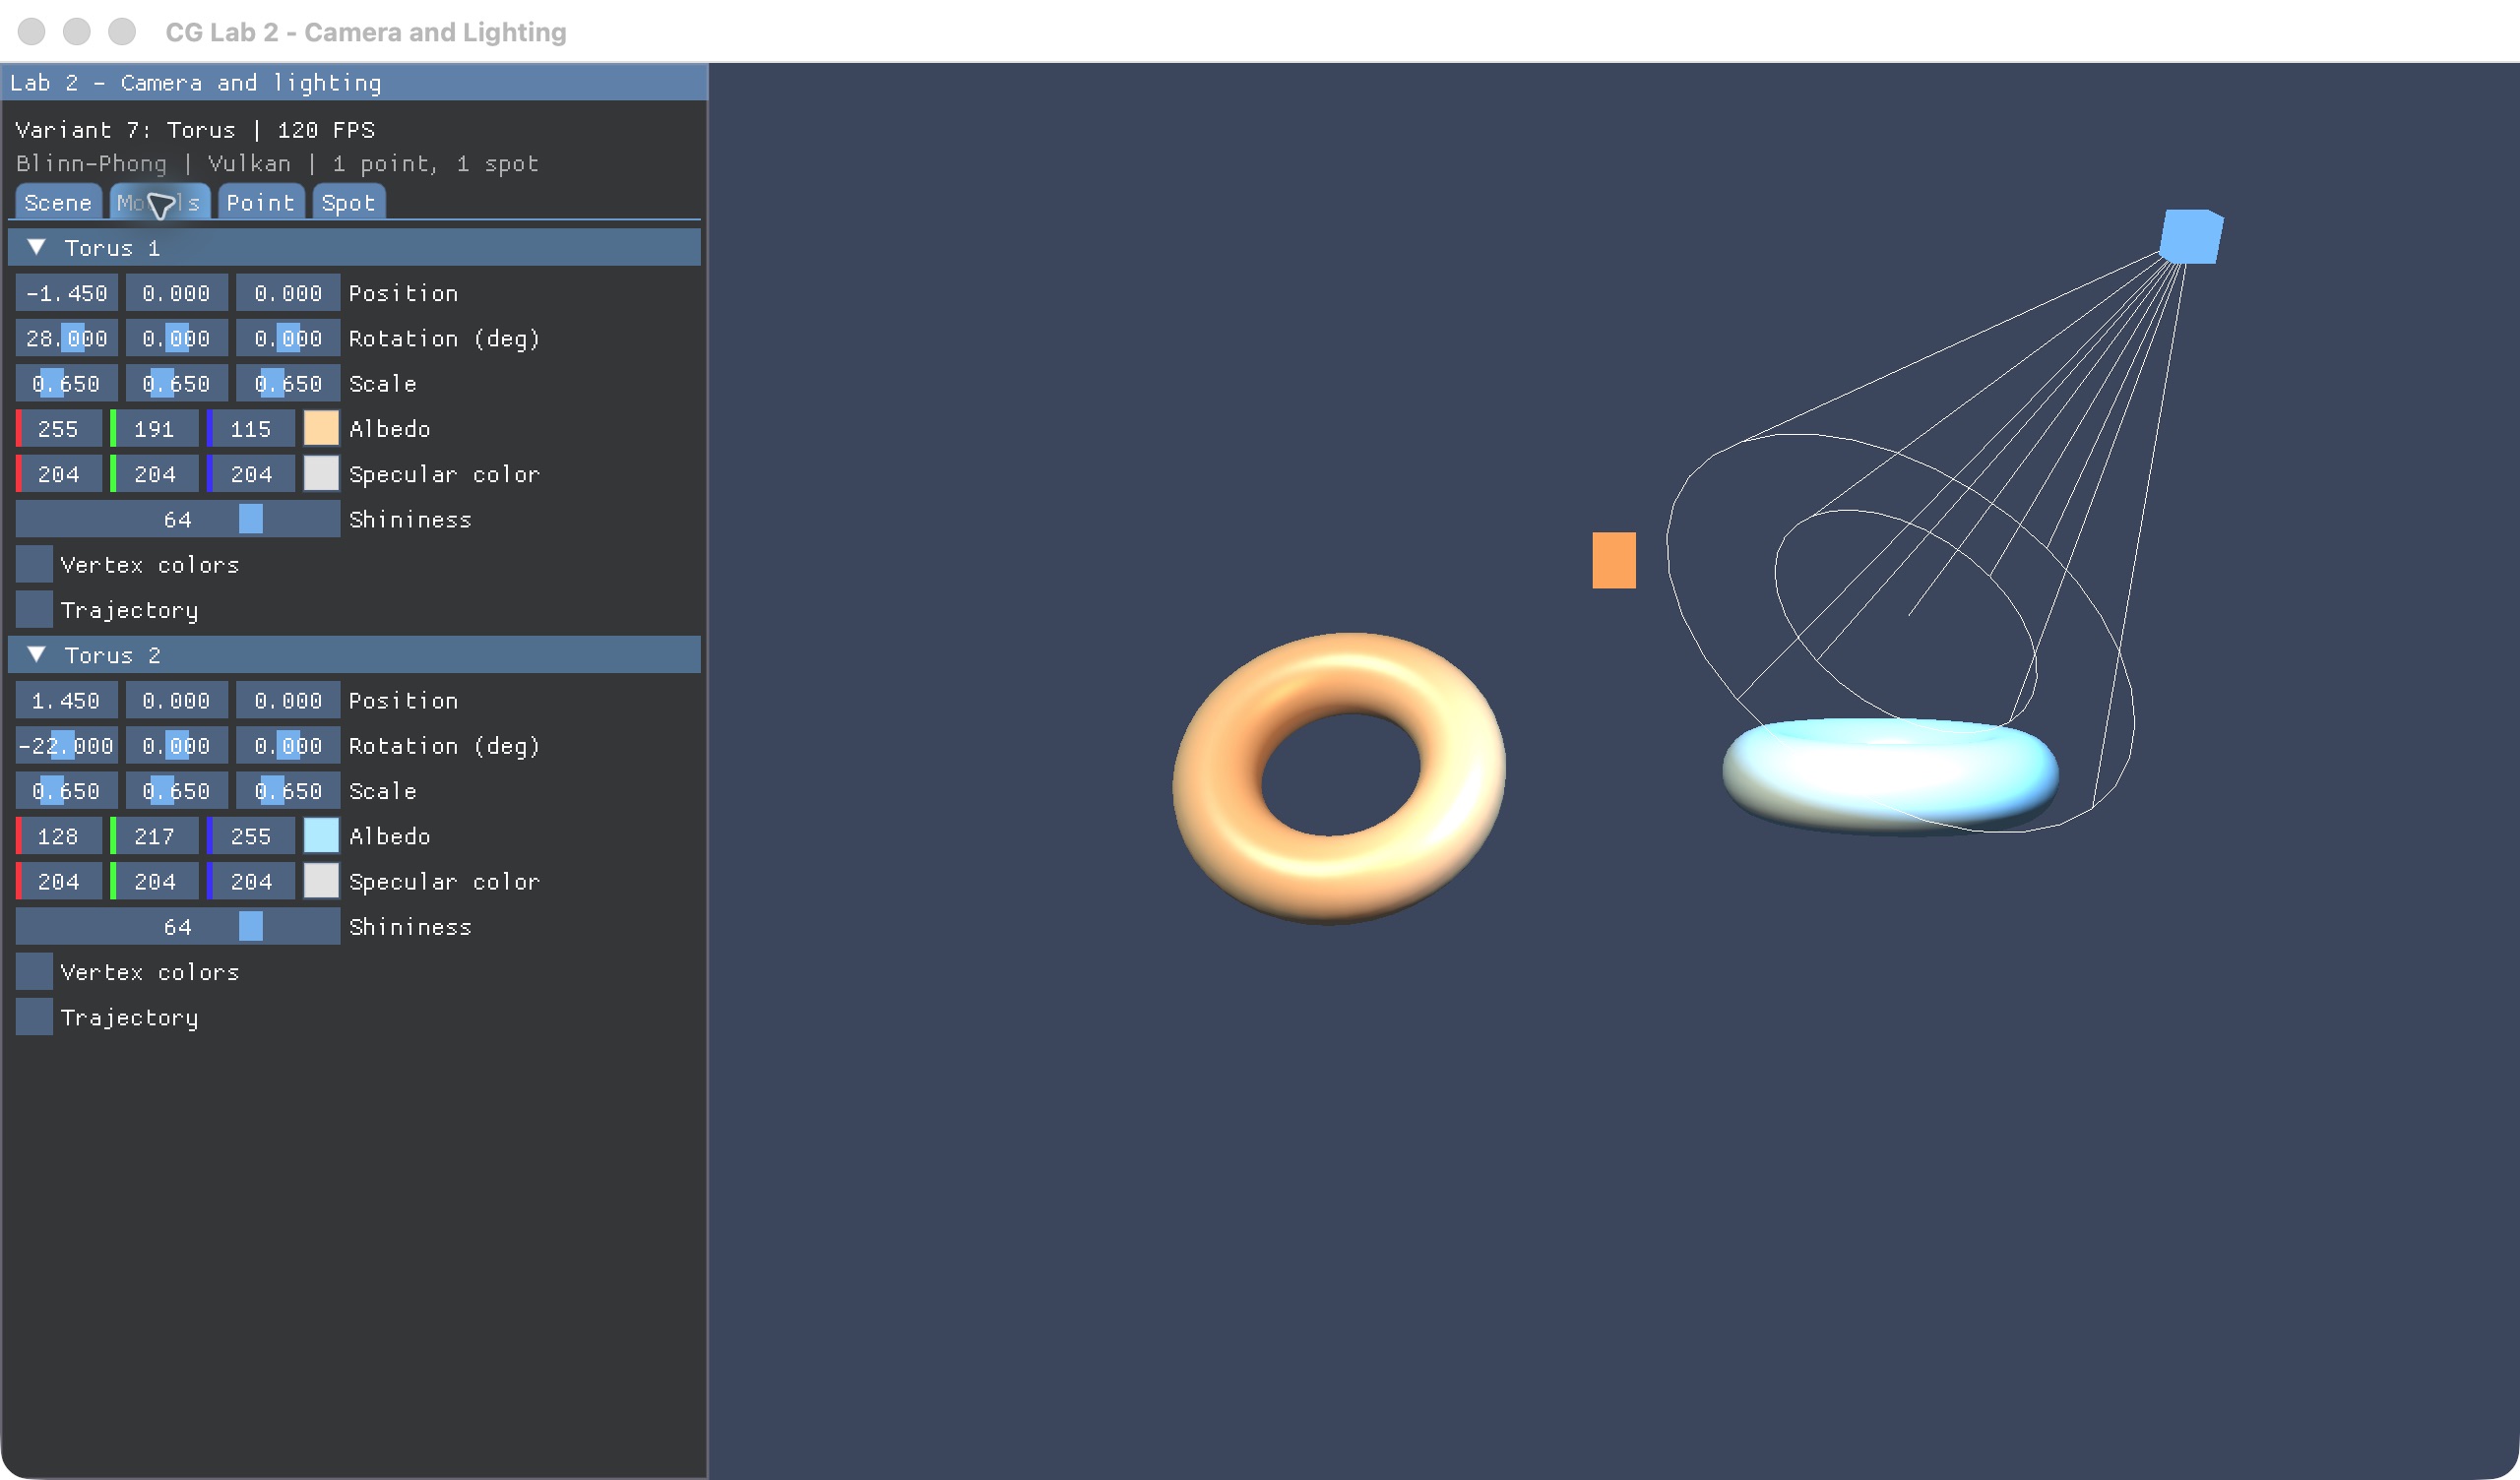 CG Lab 2 - Camera and Lighting
Lab 2 - Camera and lighting
Variant 7: Torus | 120 FPS
Blinn-Phong | Vulkan | 1 point, 1 spot
Scene Models Point Spot
Torus 1
-1.450 0.000 0.000 Position
28.000 0.000 0.000 Rotation (deg)
0.650 0.650 0.650 Scale
255 191 115 Albedo
204 204 204 Specular color
64 Shininess
Vertex colors
Trajectory
Torus 2
1.450 0.000 0.000 Position
-22.000 0.000 0.000 Rotation (deg)
0.650 0.650 0.650 Scale
128 217 255 Albedo
204 204 204 Specular color
64 Shininess
Vertex colors
Trajectory